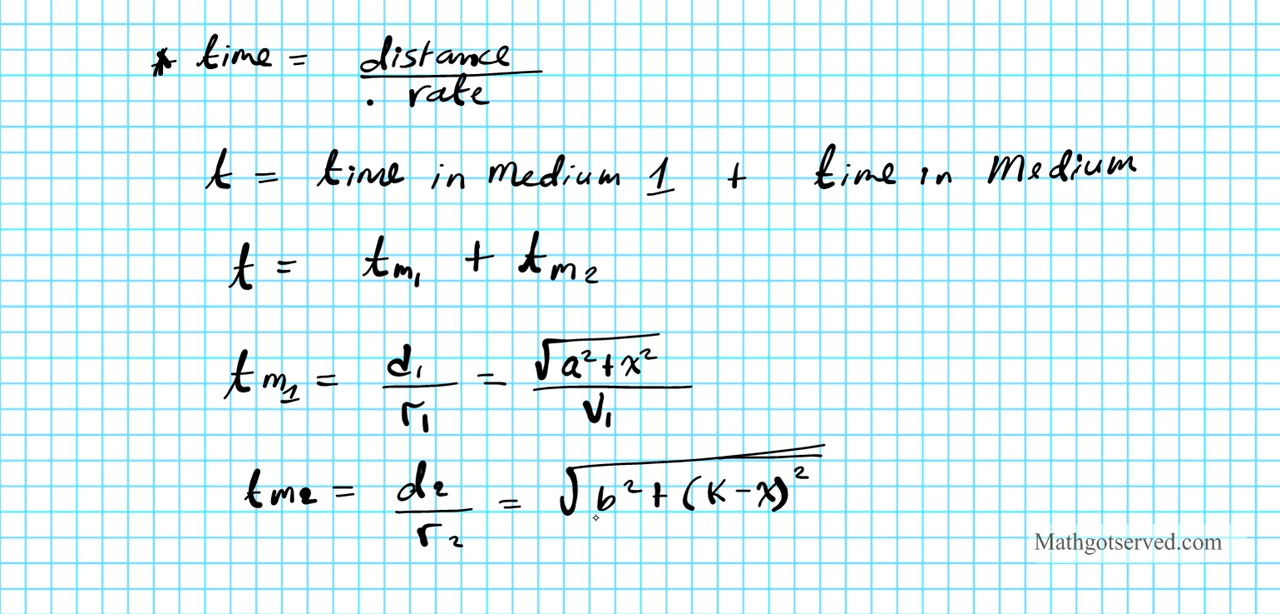 * time = distance / . rate
t = time in medium 1 + time in Medium
t = tm₁ + tm₂
tm₁ = d₁/r₁ = √(a²+x²)/V₁
tm₂ = d₂/r₂ = √(b²+(K-x)²)
Mathgotserved.com